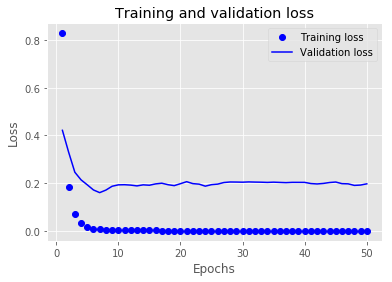 Training and validation loss
Training loss
Validation loss
Loss
0.8
0.6
0.4
0.2
0.0
0 10 20 30 40 50
Epochs